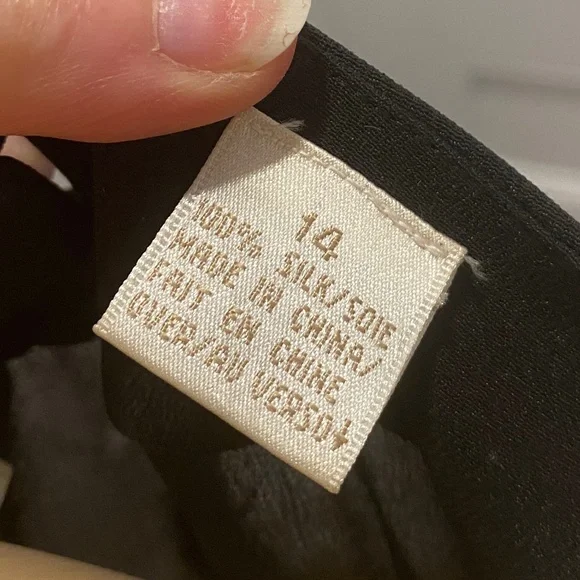 14
100% SILK/SOIE
MADE IN CHINA/
FAIT EN CHINE
OVER/AU VERSO↓